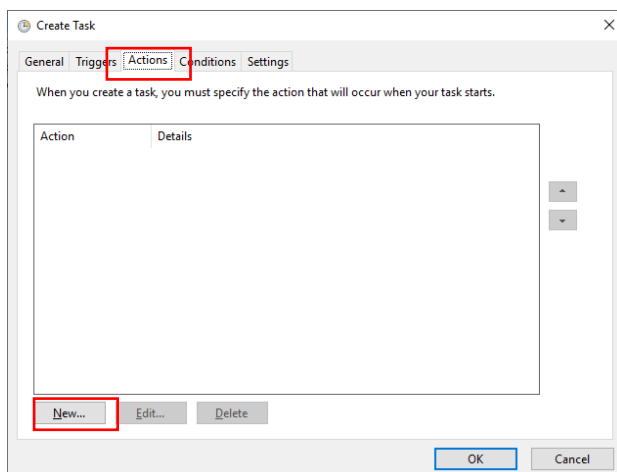 Create Task
General Triggers Actions Conditions Settings
When you create a task, you must specify the action that will occur when your task starts.
Action Details
New... Edit... Delete
OK Cancel